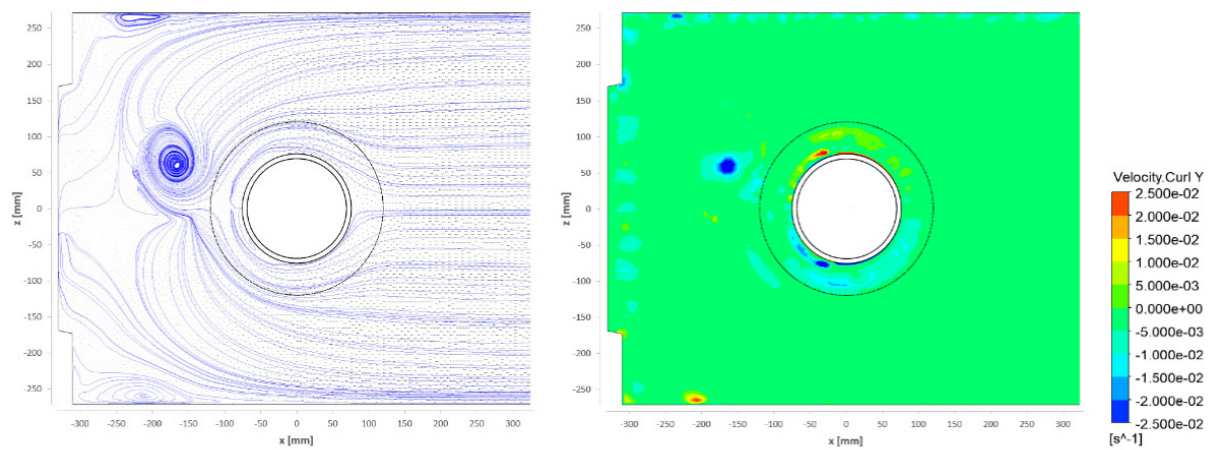 250
200
150
100
50
0
-50
-100
-150
-200
-250
z [mm]
-300 -250 -200 -150 -100 -50 0 50 100 150 200 250 300
x [mm]
250
200
150
100
50
0
-50
-100
-150
-200
-250
z [mm]
-300 -250 -200 -150 -100 -50 0 50 100 150 200 250 300
x [mm]
Velocity.Curl Y
2.500e-02
2.000e-02
1.500e-02
1.000e-02
5.000e-03
0.000e+00
-5.000e-03
-1.000e-02
-1.500e-02
-2.000e-02
-2.500e-02
[s^-1]